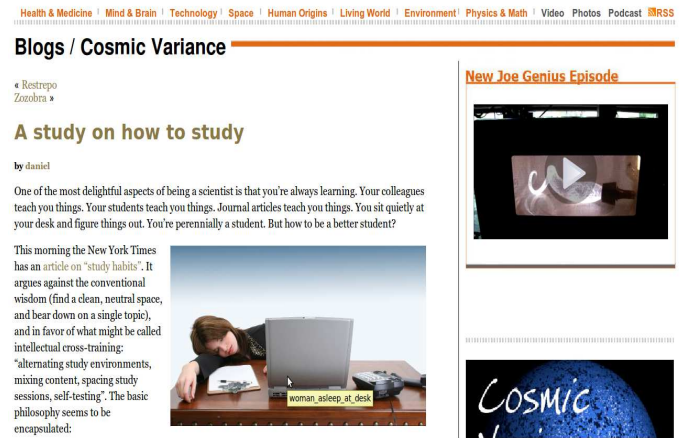 Health & Medicine | Mind & Brain | Technology | Space | Human Origins | Living World | Environment | Physics & Math | Video Photos Podcast RSS
Blogs / Cosmic Variance
« Restrepo
Zozobra »
A study on how to study
by daniel
One of the most delightful aspects of being a scientist is that you're always learning. Your colleagues
teach you things. Your students teach you things. Journal articles teach you things. You sit quietly at
your desk and figure things out. You're perennially a student. But how to be a better student?
This morning the New York Times
has an article on "study habits". It
argues against the conventional
wisdom (find a clean, neutral space,
and bear down on a single topic),
and in favor of what might be called
intellectual cross-training:
"alternating study environments,
mixing content, spacing study
sessions, self-testing". The basic
philosophy seems to be
encapsulated:
woman_asleep_at_desk
New Joe Genius Episode
Cosmic